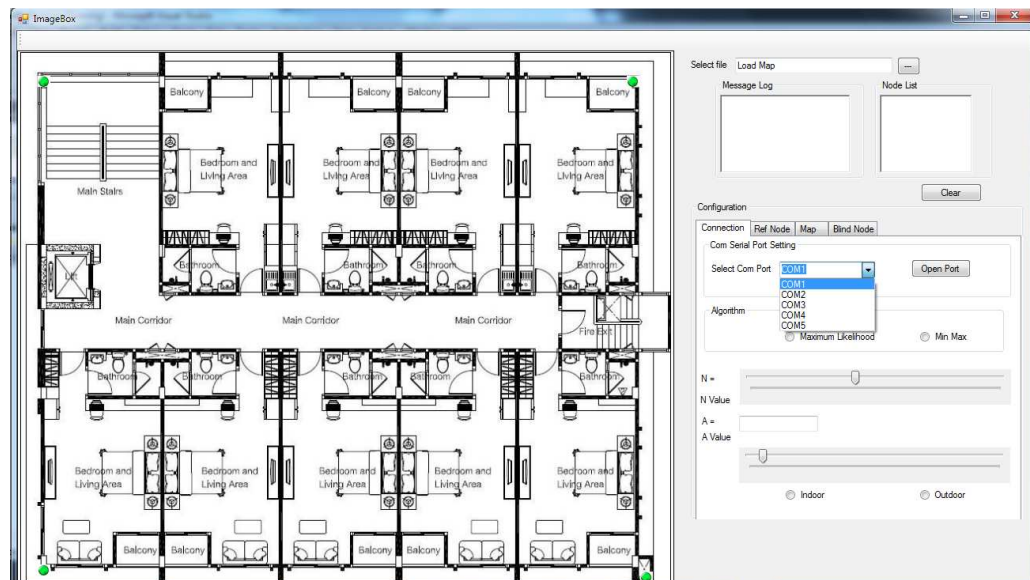 ImageBox
Select file
Load Map
...
Message Log
Node List
Clear
Configuration
Connection
Ref Node
Map
Blind Node
Com Serial Port Setting
Select Com Port
COM1
Open Port
COM1
COM2
COM3
COM4
COM5
Algorithm
Maximum Likelihood
Min Max
N =
N Value
A =
A Value
Indoor
Outdoor
Balcony
Balcony
Balcony
Balcony
Main Stairs
Bedroom and
Living Area
Bedroom and
Living Area
Bedroom and
Living Area
Bedroom and
Living Area
Lift
Bathroom
Bathroom
Bathroom
Bathroom
Main Corridor
Main Corridor
Main Corridor
Fire Exit
Bathroom
Bathroom
Bathroom
Bathroom
Bathroom
Bedroom and
Living Area
Bedroom and
Living Area
Bedroom and
Living Area
Bedroom and
Living Area
Bedroom and
Living Area
Balcony
Balcony
Balcony
Balcony
Balcony